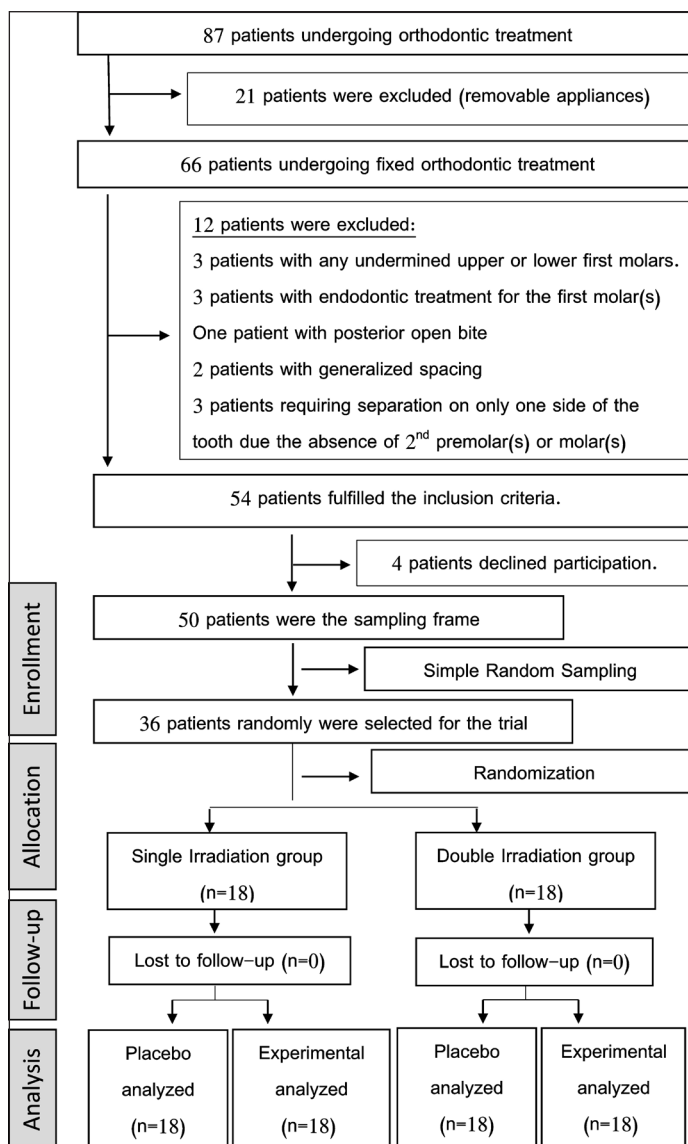 87 patients undergoing orthodontic treatment
21 patients were excluded (removable appliances)
66 patients undergoing fixed orthodontic treatment
12 patients were excluded:
3 patients with any undermined upper or lower first molars.
3 patients with endodontic treatment for the first molar(s)
One patient with posterior open bite
2 patients with generalized spacing
3 patients requiring separation on only one side of the
tooth due the absence of 2nd premolar(s) or molar(s)
54 patients fulfilled the inclusion criteria.
4 patients declined participation.
Enrollment
50 patients were the sampling frame
Simple Random Sampling
36 patients randomly were selected for the trial
Allocation
Randomization
Single Irradiation group
(n=18)
Double Irradiation group
(n=18)
Follow-up
Lost to follow-up (n=0)
Lost to follow-up (n=0)
Analysis
Placebo
analyzed
(n=18)
Experimental
analyzed
(n=18)
Placebo
analyzed
(n=18)
Experimental
analyzed
(n=18)